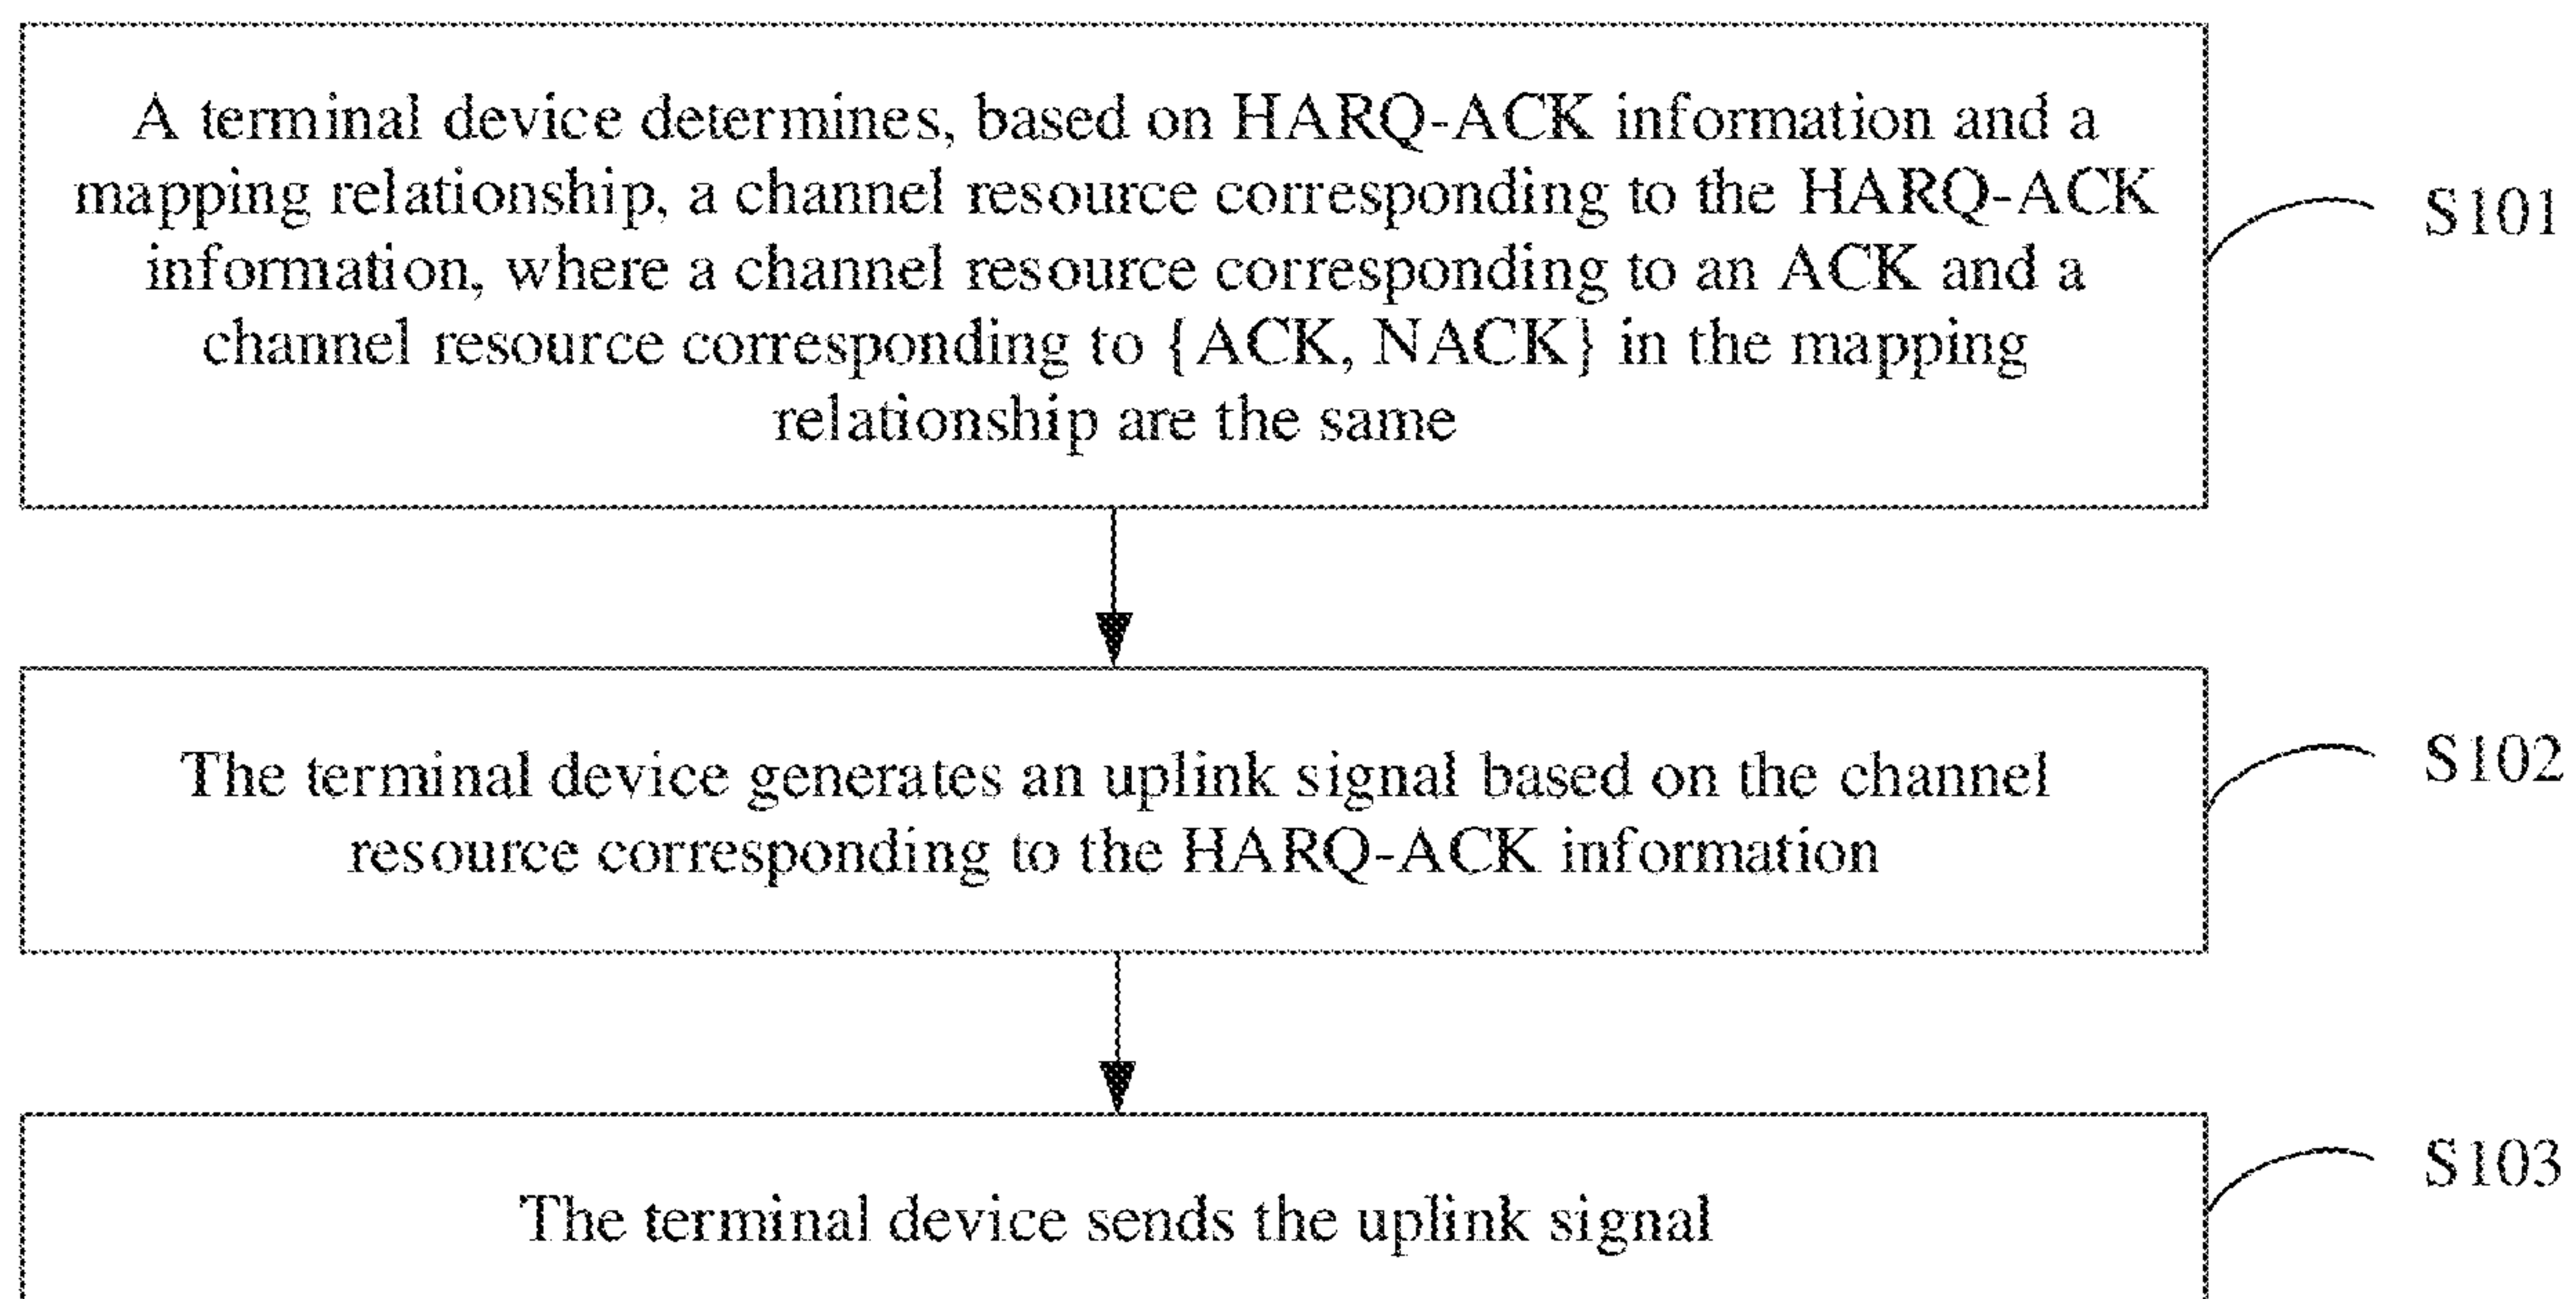 A terminal device determines, based on HARQ-ACK information and a
mapping relationship, a channel resource corresponding to the HARQ-ACK
information, where a channel resource corresponding to an ACK and a
channel resource corresponding to {ACK, NACK} in the mapping
relationship are the same
S101
The terminal device generates an uplink signal based on the channel
resource corresponding to the HARQ-ACK information
S102
The terminal device sends the uplink signal
S103